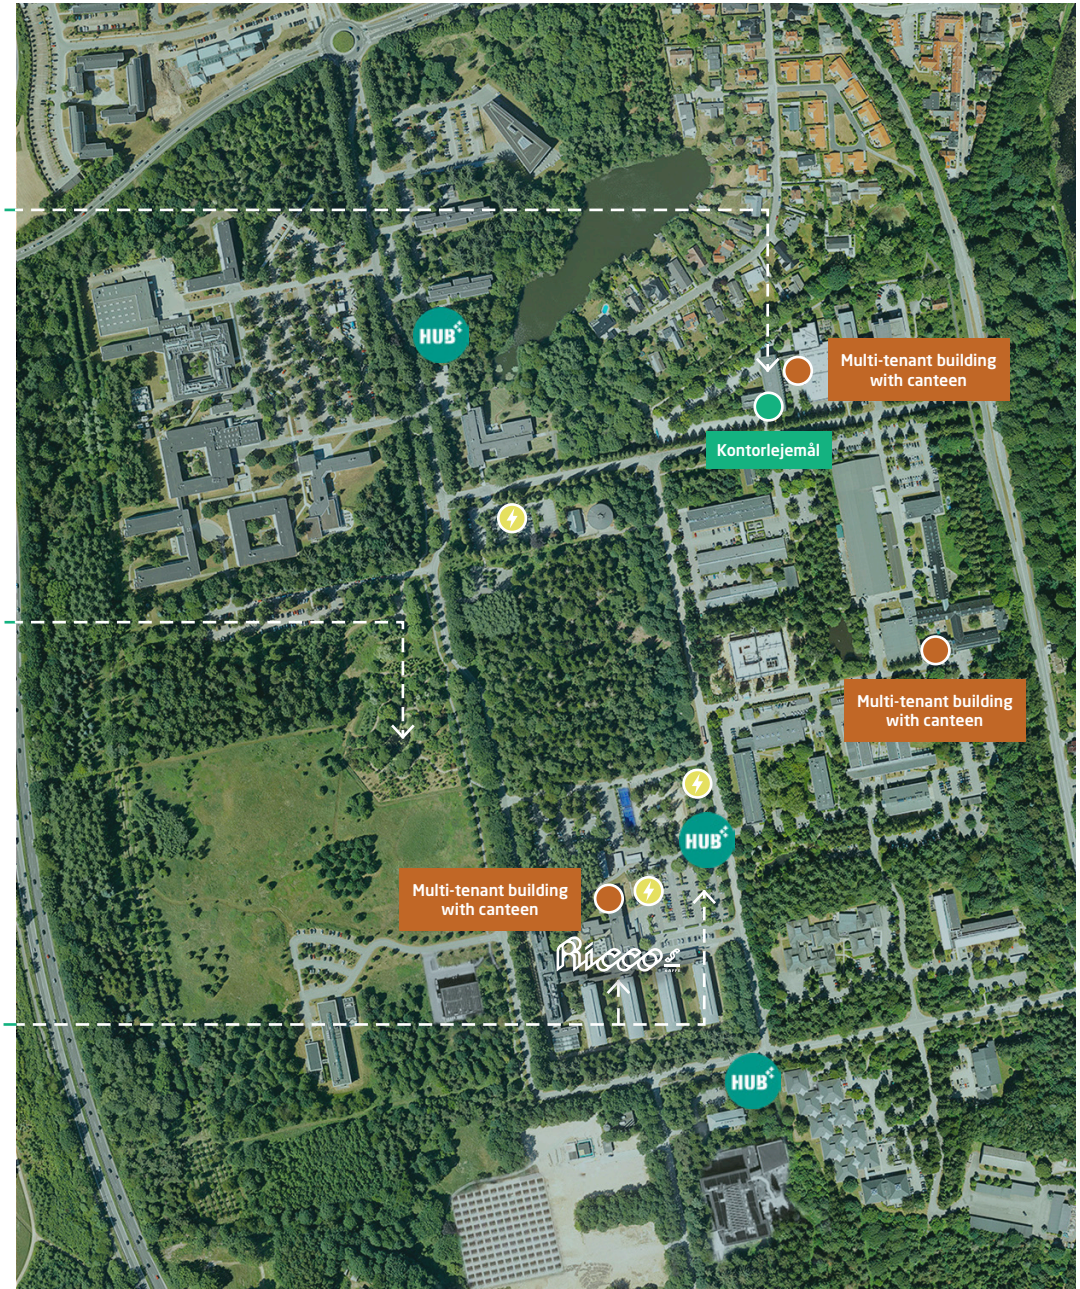 HUB
Multi-tenant building
with canteen
Kontorlejemål
Multi-tenant building
with canteen
HUB
Multi-tenant building
with canteen
Ricco's
KAFFE
HUB